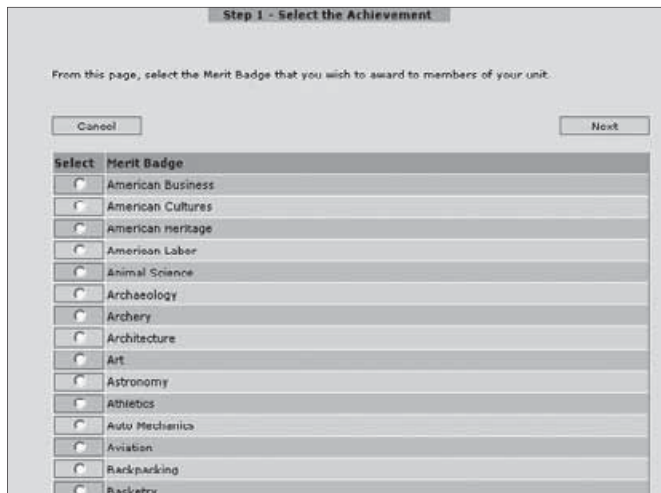 Step 1 - Select the Achievement
From this page, select the Merit Badge that you wish to award to members of your unit.
Cancel Next
Select Merit Badge
American Business
American Cultures
American Heritage
American Labor
Animal Science
Archaeology
Archery
Architecture
Art
Astronomy
Athletics
Auto Mechanics
Aviation
Backpacking
Basketry